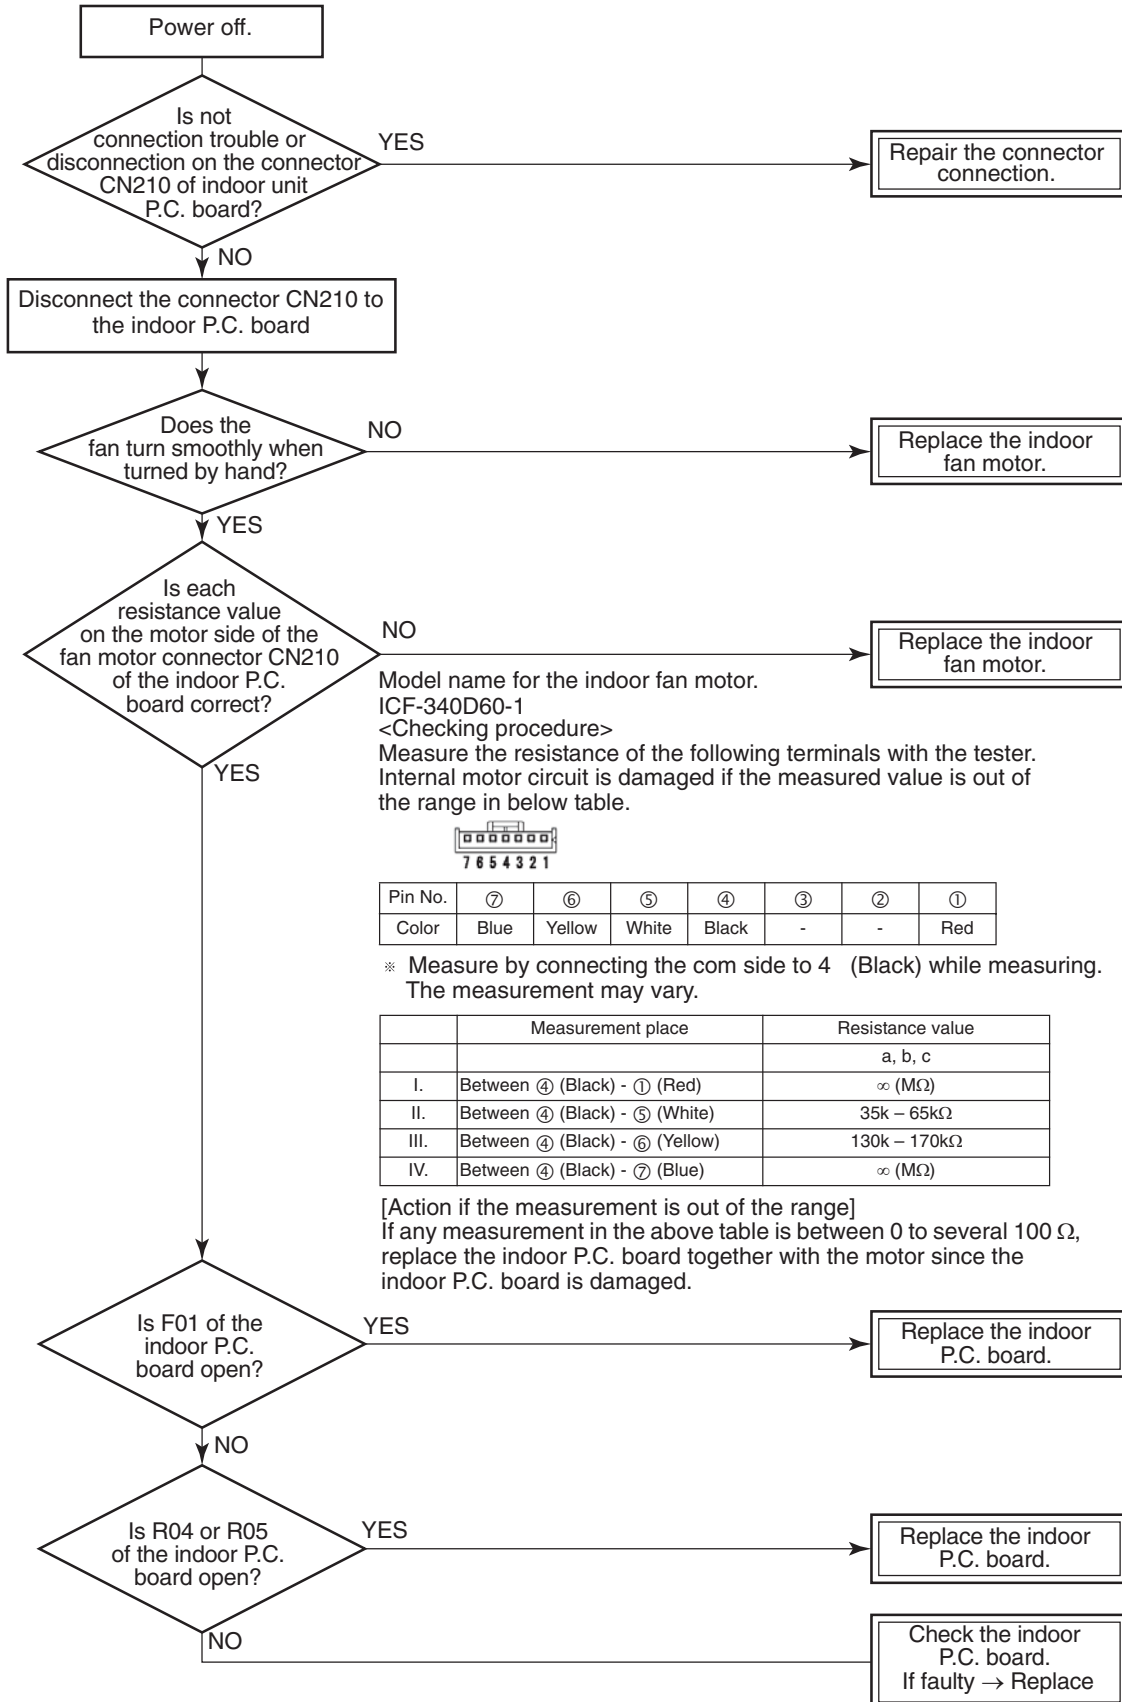 Power off.
Is not
connection trouble or
disconnection on the connector
CN210 of indoor unit
P.C. board?
YES
Repair the connector
connection.
NO
Disconnect the connector CN210 to
the indoor P.C. board
Does the
fan turn smoothly when
turned by hand?
NO
Replace the indoor
fan motor.
YES
Is each
resistance value
on the motor side of the
fan motor connector CN210
of the indoor P.C.
board correct?
NO
Replace the indoor
fan motor.
YES
Model name for the indoor fan motor.
ICF-340D60-1
<Checking procedure>
Measure the resistance of the following terminals with the tester.
Internal motor circuit is damaged if the measured value is out of
the range in below table.
7 6 5 4 3 2 1
Pin No. ⑦ ⑥ ⑤ ④ ③ ② ①
Color Blue Yellow White Black - - Red
※ Measure by connecting the com side to 4 (Black) while measuring.
The measurement may vary.
Measurement place Resistance value
a, b, c
I. Between ④ (Black) - ① (Red) ∞ (MΩ)
II. Between ④ (Black) - ⑤ (White) 35k – 65kΩ
III. Between ④ (Black) - ⑥ (Yellow) 130k – 170kΩ
IV. Between ④ (Black) - ⑦ (Blue) ∞ (MΩ)
[Action if the measurement is out of the range]
If any measurement in the above table is between 0 to several 100 Ω,
replace the indoor P.C. board together with the motor since the
indoor P.C. board is damaged.
Is F01 of the
indoor P.C.
board open?
YES
Replace the indoor
P.C. board.
NO
Is R04 or R05
of the indoor P.C.
board open?
YES
Replace the indoor
P.C. board.
NO
Check the indoor
P.C. board.
If faulty → Replace